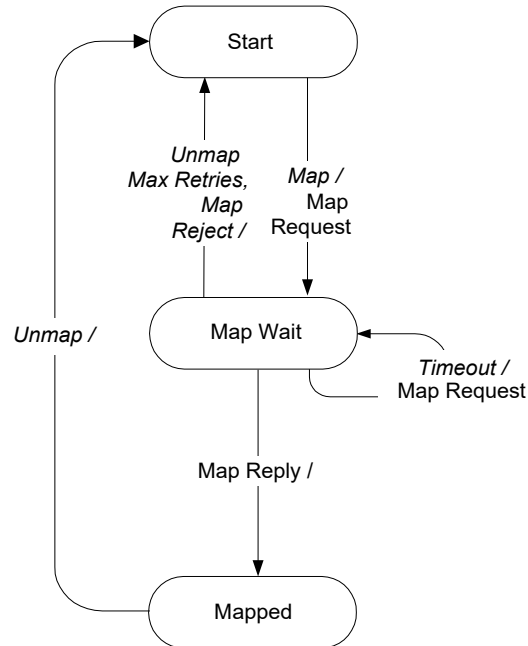 Start
Unmap
Max Retries,
Map
Reject /
Map /
Map
Request
Unmap /
Map Wait
Timeout /
Map Request
Map Reply /
Mapped